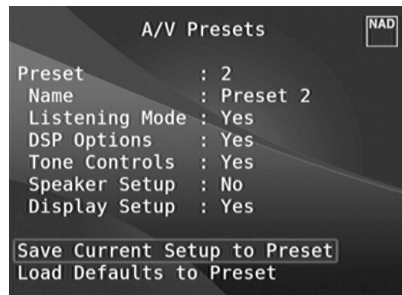 A/V Presets
NAD
Preset : 2
Name : Preset 2
Listening Mode : Yes
DSP Options : Yes
Tone Controls : Yes
Speaker Setup : No
Display Setup : Yes
Save Current Setup to Preset
Load Defaults to Preset